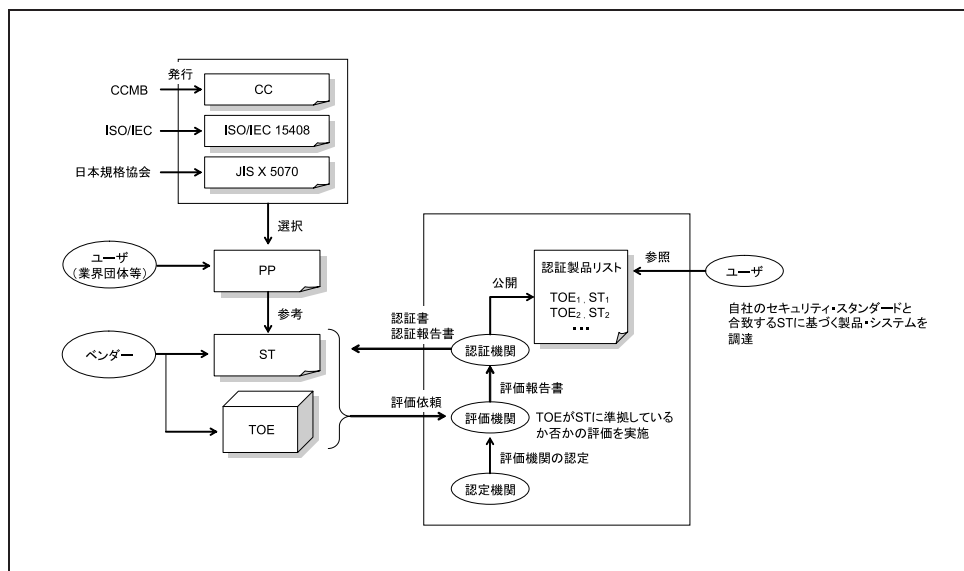 発行
CCMB
CC
ISO/IEC
ISO/IEC 15408
日本規格協会
JIS X 5070
選択
ユーザ
(業界団体等)
PP
参考
ベンダー
ST
TOE
認証書
認証報告書
評価依頼
公開
認証製品リスト
TOE₁, ST₁
TOE₂, ST₂
•••
参照
ユーザ
自社のセキュリティ・スタンダードと
合致するSTに基づく製品・システムを
調達
認証機関
評価報告書
評価機関
TOEがSTに準拠している
か否かの評価を実施
評価機関の認定
認定機関